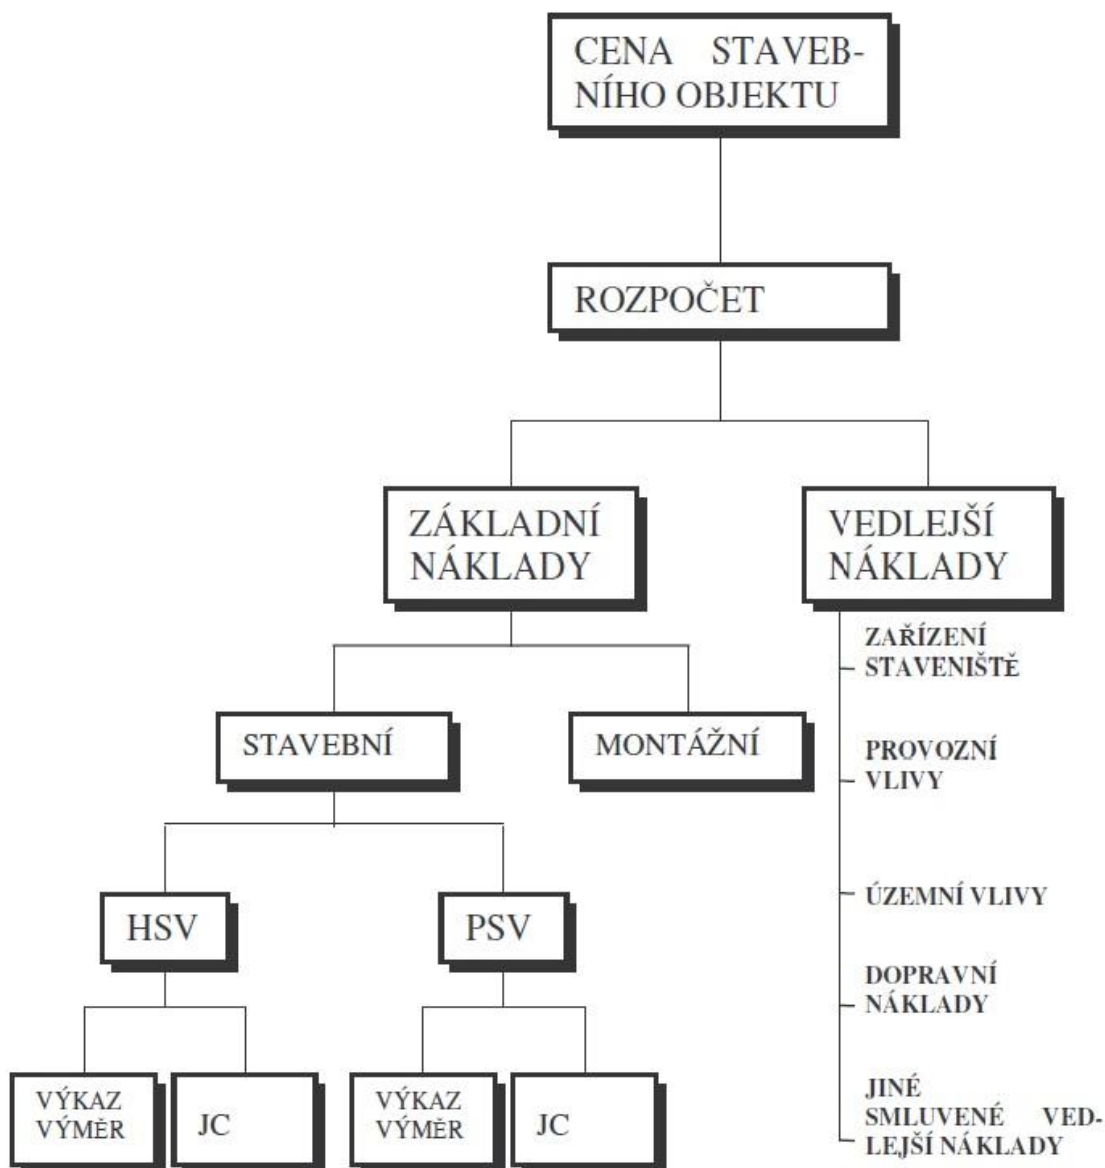 CENA STAVEB-
NÍHO OBJEKTU
ROZPOČET
ZÁKLADNÍ
NÁKLADY
VEDLEJŠÍ
NÁKLADY
ZAŘÍZENÍ
STAVENIŠTĚ
STAVEBNÍ
MONTÁŽNÍ
PROVOZNÍ
VLIVY
HSV
PSV
ÚZEMNÍ VLIVY
DOPRAVNÍ
NÁKLADY
VÝKAZ
VÝMĚR
JC
VÝKAZ
VÝMĚR
JC
JINÉ
SMLUVENÉ VED-
LEJŠÍ NÁKLADY